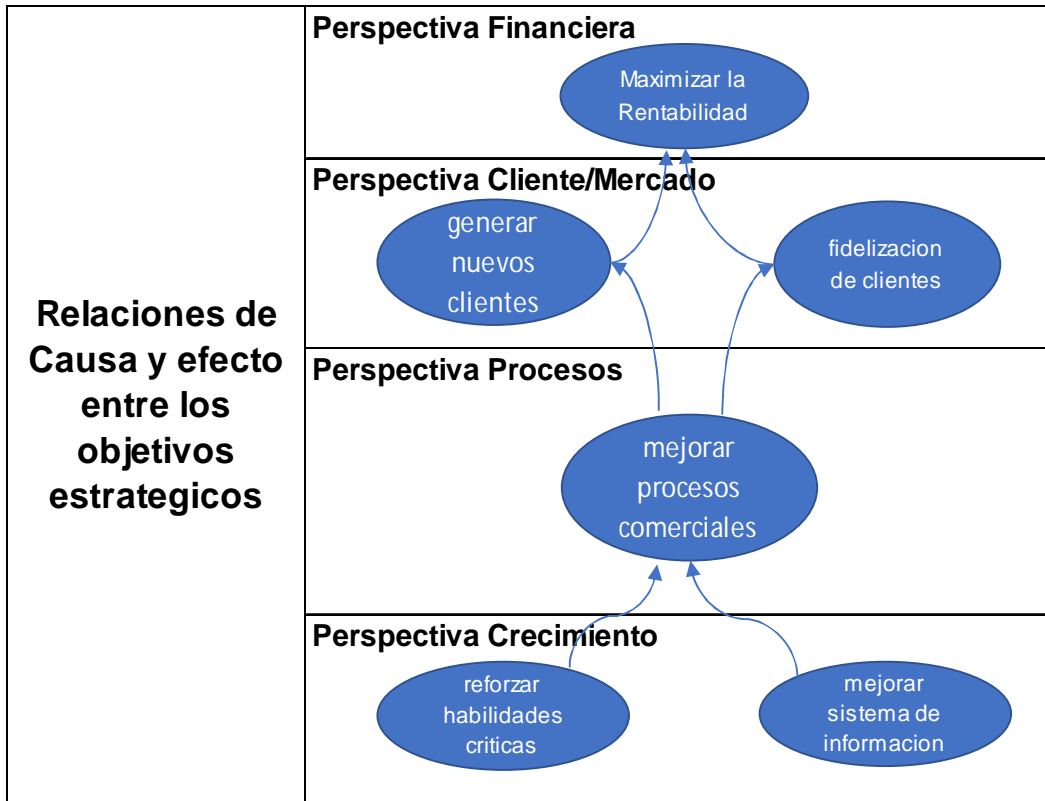 Relaciones de
Causa y efecto
entre los
objetivos
estrategicos
Perspectiva Financiera
Maximizar la
Rentabilidad
Perspectiva Cliente/Mercado
generar
nuevos
clientes
fidelizacion
de clientes
Perspectiva Procesos
mejorar
procesos
comerciales
Perspectiva Crecimiento
reforzar
habilidades
criticas
mejorar
sistema de
informacion